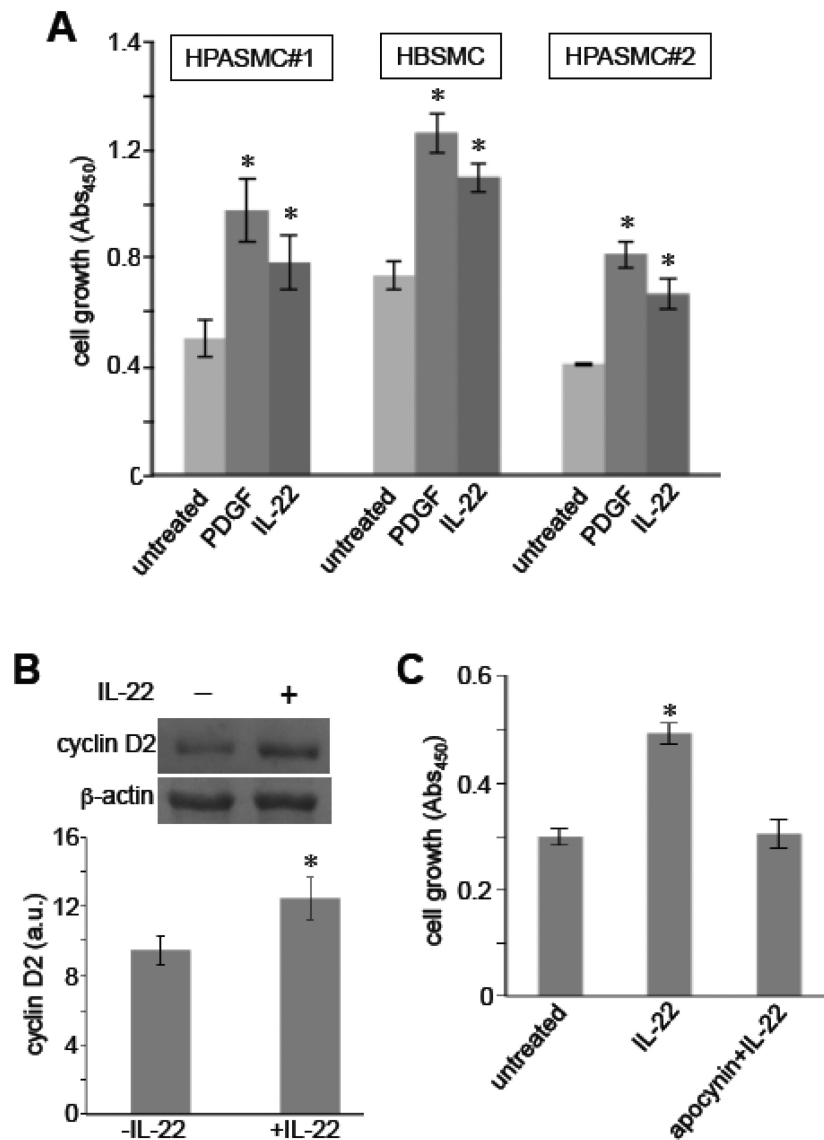 A
HPASMC#1 HBSMC HPASMC#2
cell growth (Abs450)
1.4
1.2
0.8
0.4
0
* * * * * *
untreated PDGF IL-22 untreated PDGF IL-22 untreated PDGF IL-22
B
IL-22 – +
cyclin D2
β-actin
cyclin D2 (a.u.)
16
12
8
4
0
*
-IL-22 +IL-22
C
cell growth (Abs450)
0.6
0.4
0.2
0
*
untreated IL-22 apocynin+IL-22